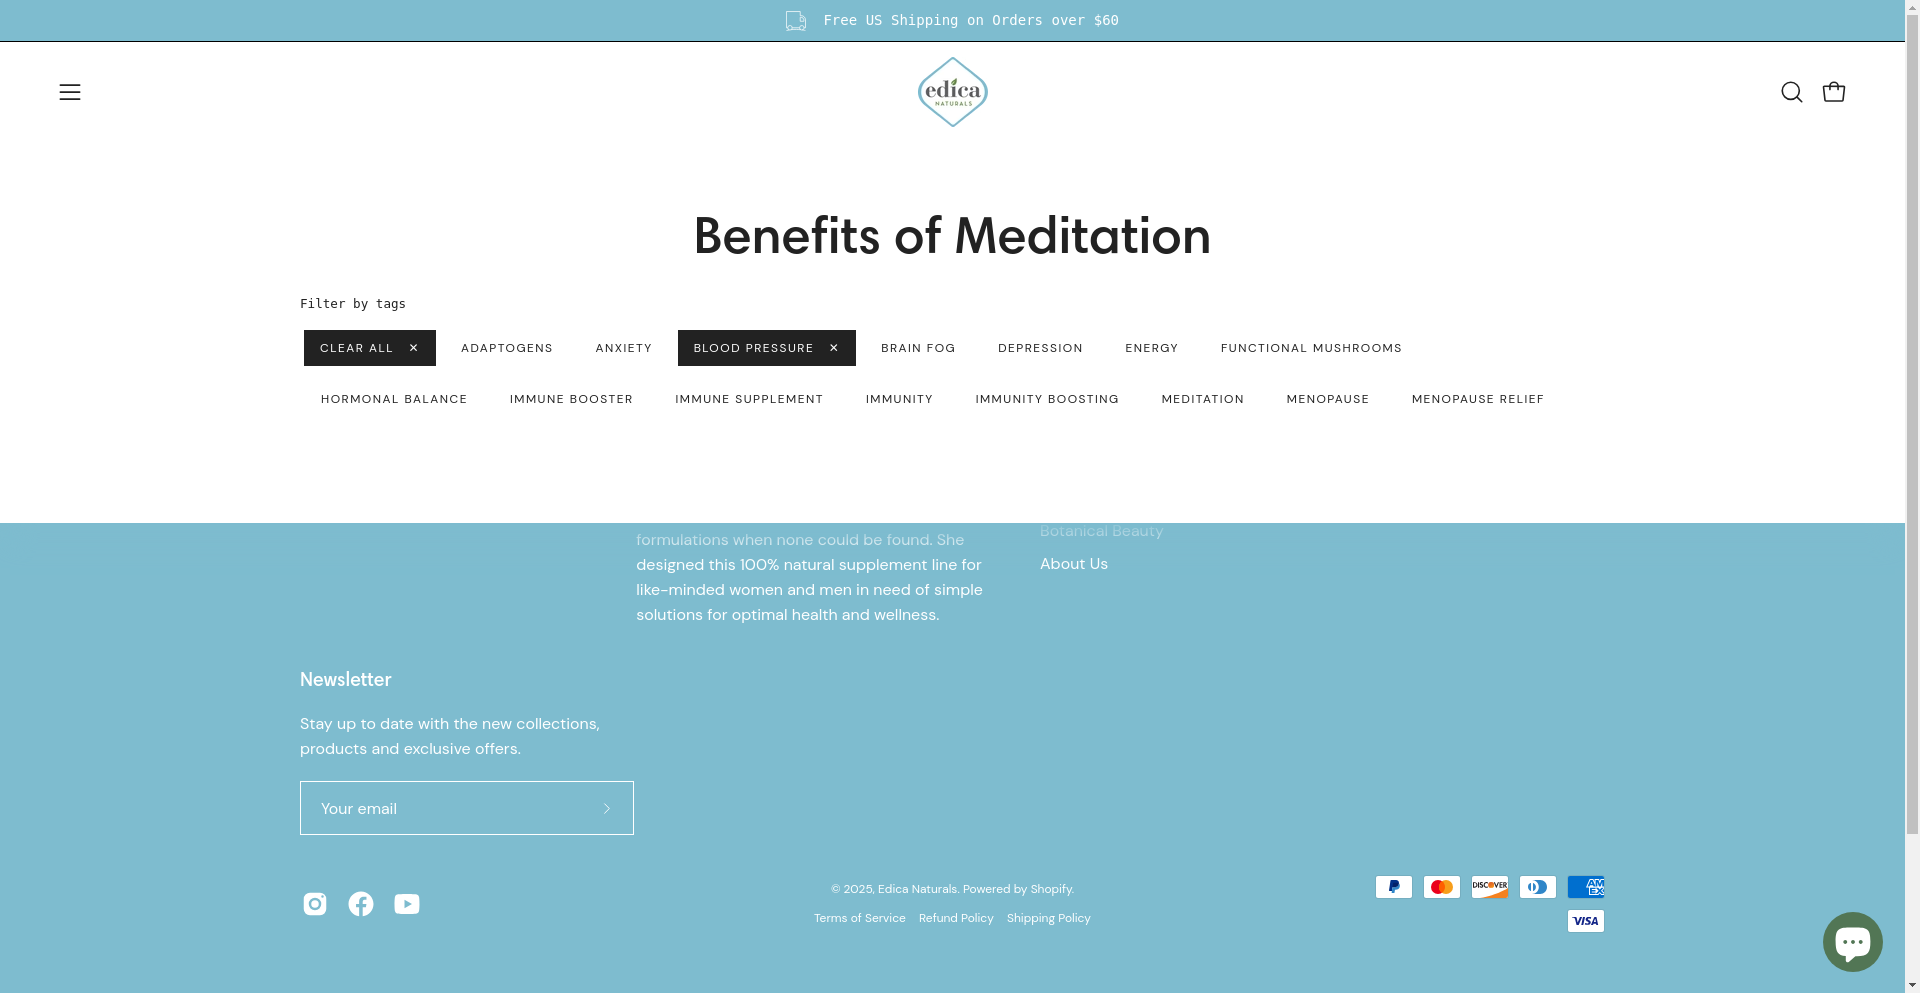 Free US Shipping on Orders over $60
edica
NATURALS
Benefits of Meditation
Filter by tags
CLEAR ALL ✕ ADAPTOGENS ANXIETY BLOOD PRESSURE ✕ BRAIN FOG DEPRESSION ENERGY FUNCTIONAL MUSHROOMS
HORMONAL BALANCE IMMUNE BOOSTER IMMUNE SUPPLEMENT IMMUNITY IMMUNITY BOOSTING MEDITATION MENOPAUSE MENOPAUSE RELIEF
formulations when none could be found. She
designed this 100% natural supplement line for
like-minded women and men in need of simple
solutions for optimal health and wellness.
Botanical Beauty
About Us
Newsletter
Stay up to date with the new collections,
products and exclusive offers.
Your email
© 2025, Edica Naturals. Powered by Shopify.
Terms of Service Refund Policy Shipping Policy
DISCOVER
AM
EX
VISA